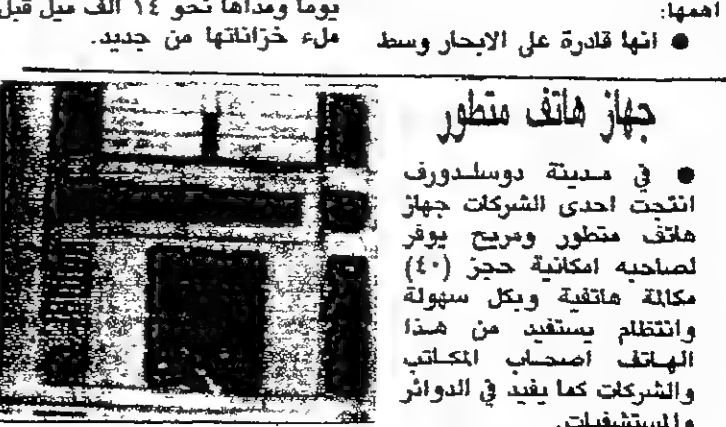 اهمها:
● انها قادرة على الابحار وسط
يوما ومداها نحو ١٤ الف ميل قبل
ملء خزاناتها من جديد.
جهاز هاتف متطور
● في مدينة دوسلدورف
انتجت احدى الشركات جهاز
هاتف متطور ومريح يوفر
لصاحبه امكانية حجز (٤٠)
مكالمة هاتفية وبكل سهولة
وانتظام يستفيد من هذا
الهاتف اصحاب المكاتب
والشركات كما يفيد في الدوائر
والمستشفيات.